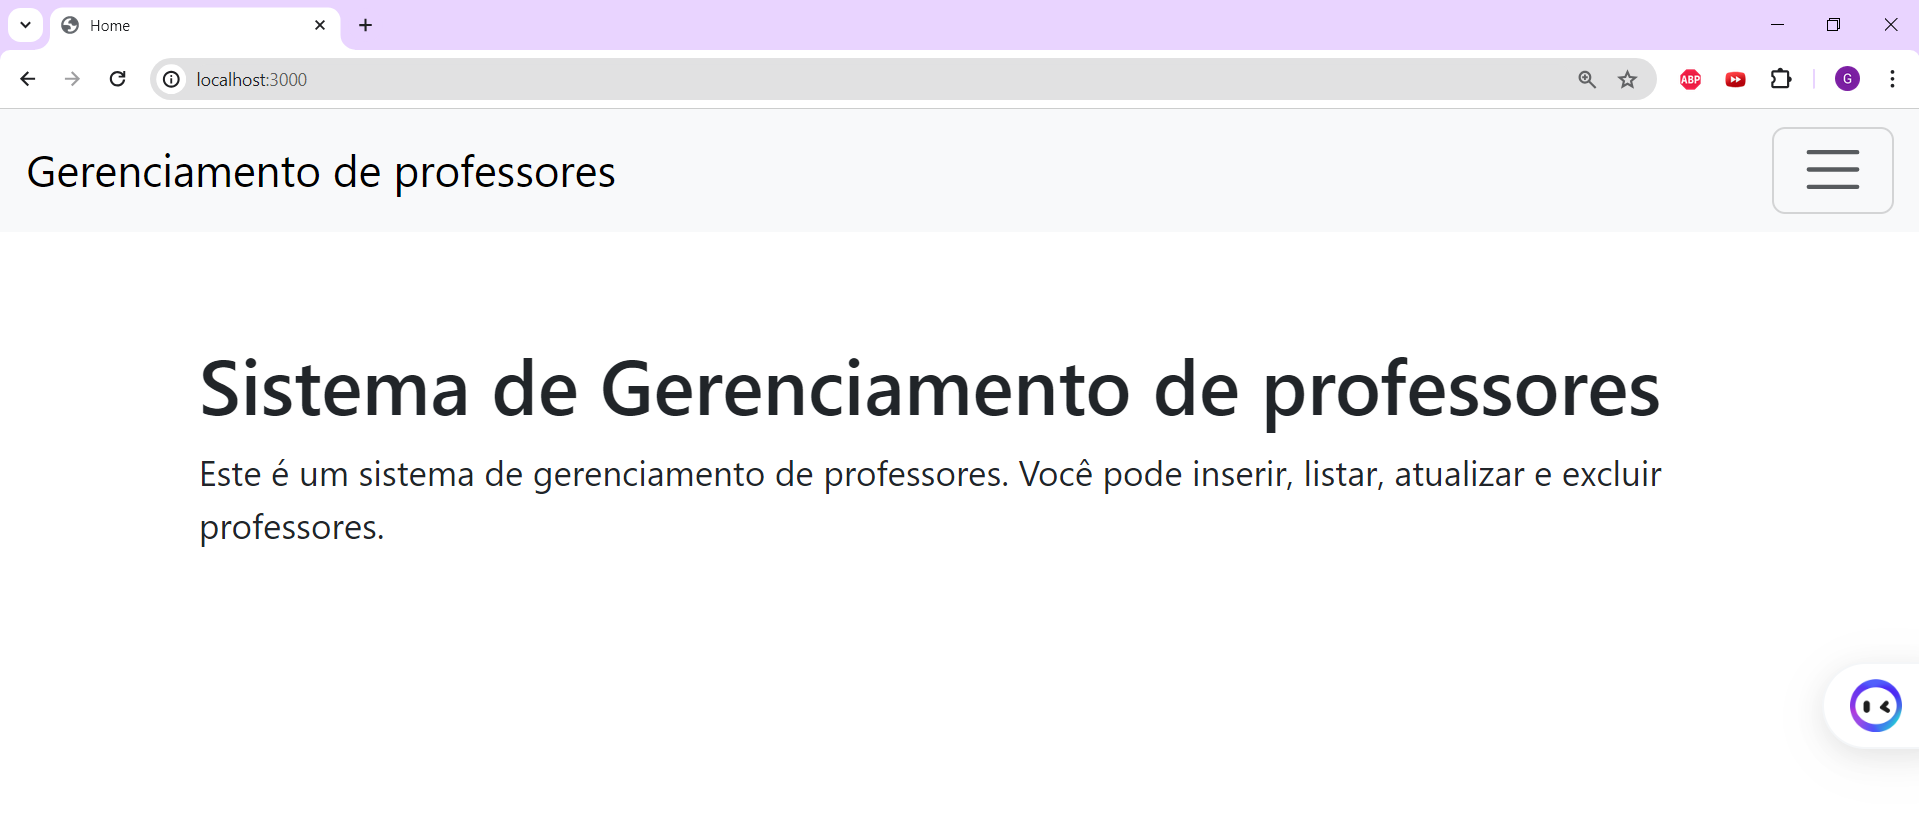 Home
localhost:3000
ABP
G
Gerenciamento de professores
Sistema de Gerenciamento de professores
Este é um sistema de gerenciamento de professores. Você pode inserir, listar, atualizar e excluir
professores.